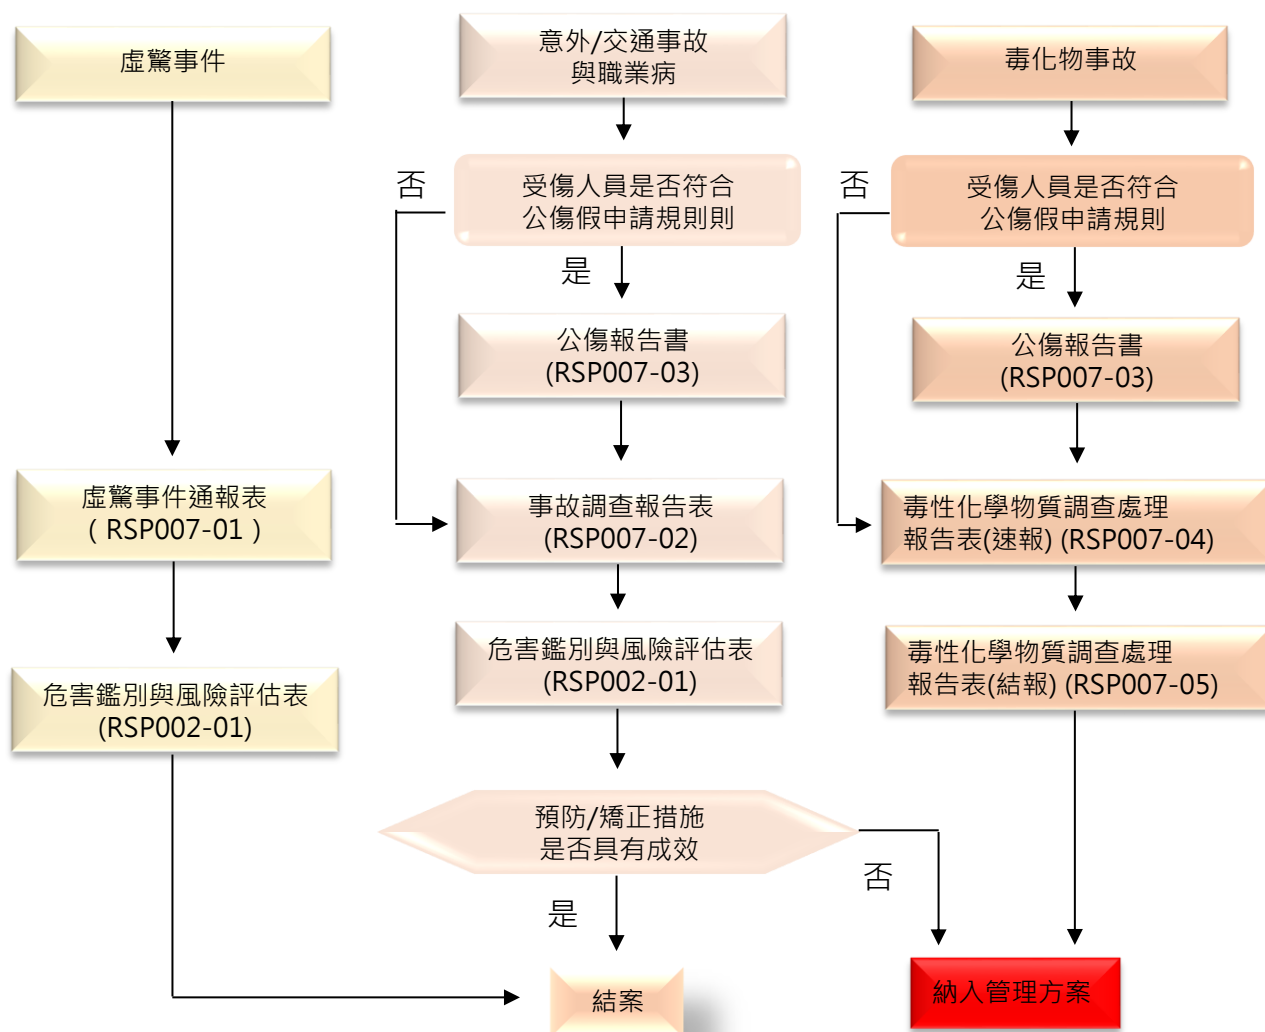 虛驚事件
意外/交通事故
與職業病
毒化物事故
否
受傷人員是否符合
公傷假申請規則則
否
受傷人員是否符合
公傷假申請規則
是
是
公傷報告書
(RSP007-03)
公傷報告書
(RSP007-03)
虛驚事件通報表
( RSP007-01 )
事故調查報告表
(RSP007-02)
毒性化學物質調查處理
報告表(速報) (RSP007-04)
危害鑑別與風險評估表
(RSP002-01)
危害鑑別與風險評估表
(RSP002-01)
毒性化學物質調查處理
報告表(結報) (RSP007-05)
預防/矯正措施
是否具有成效
否
是
結案
納入管理方案